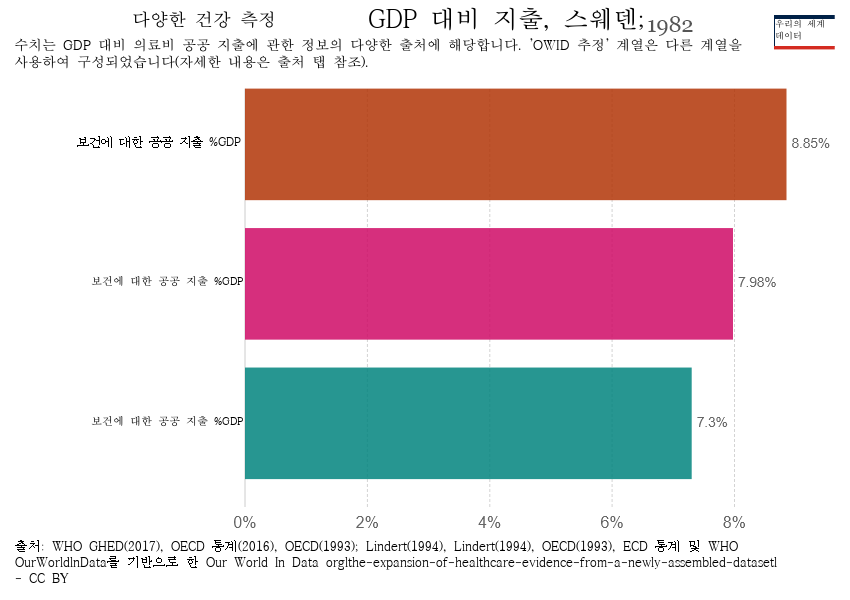 다양한 건강 측정 GDP 대비 지출, 스웨덴;1982
우리의 세계
데이터
수치는 GDP 대비 의료비 공공 지출에 관한 정보의 다양한 출처에 해당합니다. 'OWID 추정' 계열은 다른 계열을
사용하여 구성되었습니다(자세한 내용은 출처 탭 참조).
보건에 대한 공공 지출 %GDP
8.85%
보건에 대한 공공 지출 %GDP
7.98%
보건에 대한 공공 지출 %GDP
7.3%
0% 2% 4% 6% 8%
출처: WHO GHED(2017), OECD 통계(2016), OECD(1993); Lindert(1994), Lindert(1994), OECD(1993), ECD 통계 및 WHO
OurWorldInData를 기반으로 한 Our World In Data orglthe-expansion-of-healthcare-evidence-from-a-newly-assembled-datasetl
- CC BY